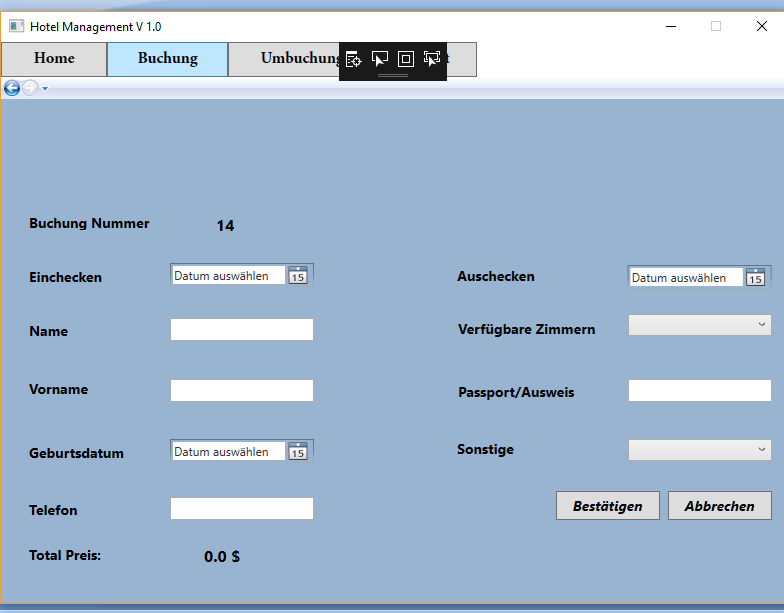 Hotel Management V 1.0
Home Buchung Umbuchung
Buchung Nummer 14
Einchecken Datum auswählen 15 Auschecken Datum auswählen 15
Name Verfügbare Zimmern
Vorname Passport/Ausweis
Geburtsdatum Datum auswählen 15 Sonstige
Telefon Bestätigen Abbrechen
Total Preis: 0.0 $